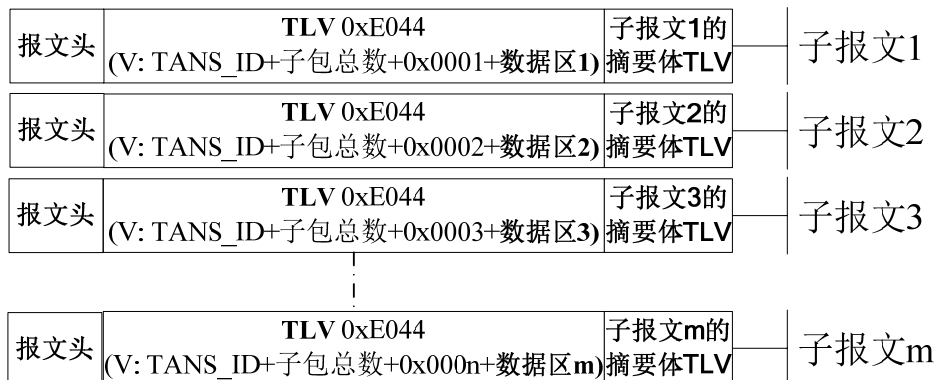 报文头
TLV 0xE044
(V: TANS_ID+子包总数+0x0001+数据区1)
子报文1的
摘要体TLV
子报文1
报文头
TLV 0xE044
(V: TANS_ID+子包总数+0x0002+数据区2)
子报文2的
摘要体TLV
子报文2
报文头
TLV 0xE044
(V: TANS_ID+子包总数+0x0003+数据区3)
子报文3的
摘要体TLV
子报文3
报文头
TLV 0xE044
(V: TANS_ID+子包总数+0x000n+数据区m)
子报文m的
摘要体TLV
子报文m